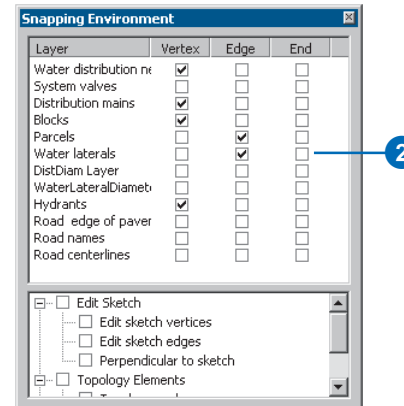 Snapping Environment
Layer Vertex Edge End
Water distribution ne
System valves
Distribution mains
Blocks
Parcels
Water laterals
2
DistDiam Layer
WaterLateralDiamet
Hydrants
Road edge of paver
Road names
Road centerlines
Edit Sketch
Edit sketch vertices
Edit sketch edges
Perpendicular to sketch
Topology Elements